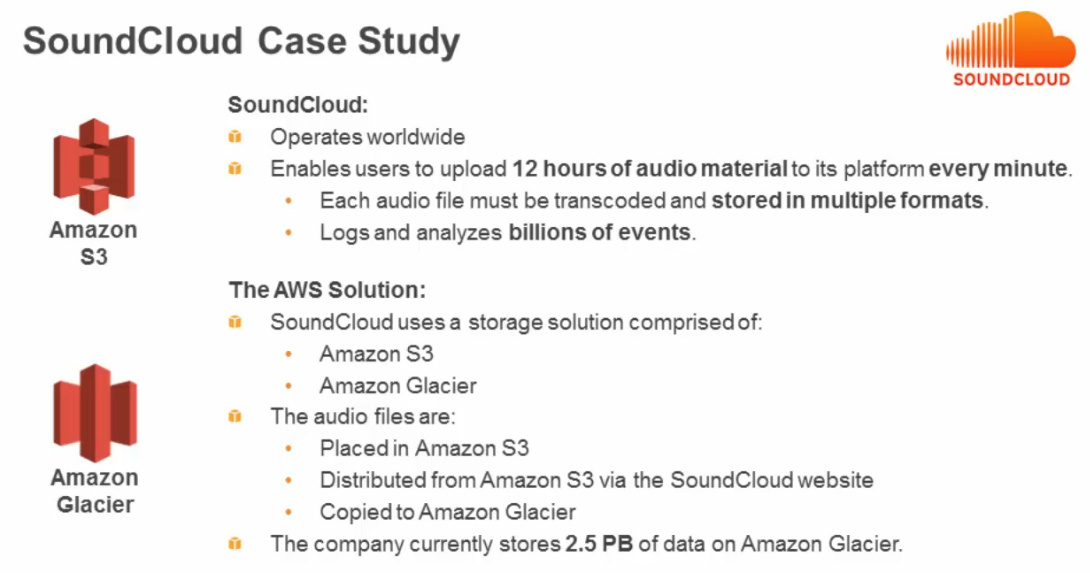 SoundCloud Case Study
SOUNDCLOUD
SoundCloud:
Operates worldwide
Enables users to upload 12 hours of audio material to its platform every minute.
Each audio file must be transcoded and stored in multiple formats.
Logs and analyzes billions of events.
Amazon
S3
The AWS Solution:
SoundCloud uses a storage solution comprised of:
Amazon S3
Amazon Glacier
The audio files are:
Placed in Amazon S3
Distributed from Amazon S3 via the SoundCloud website
Copied to Amazon Glacier
The company currently stores 2.5 PB of data on Amazon Glacier.
Amazon
Glacier